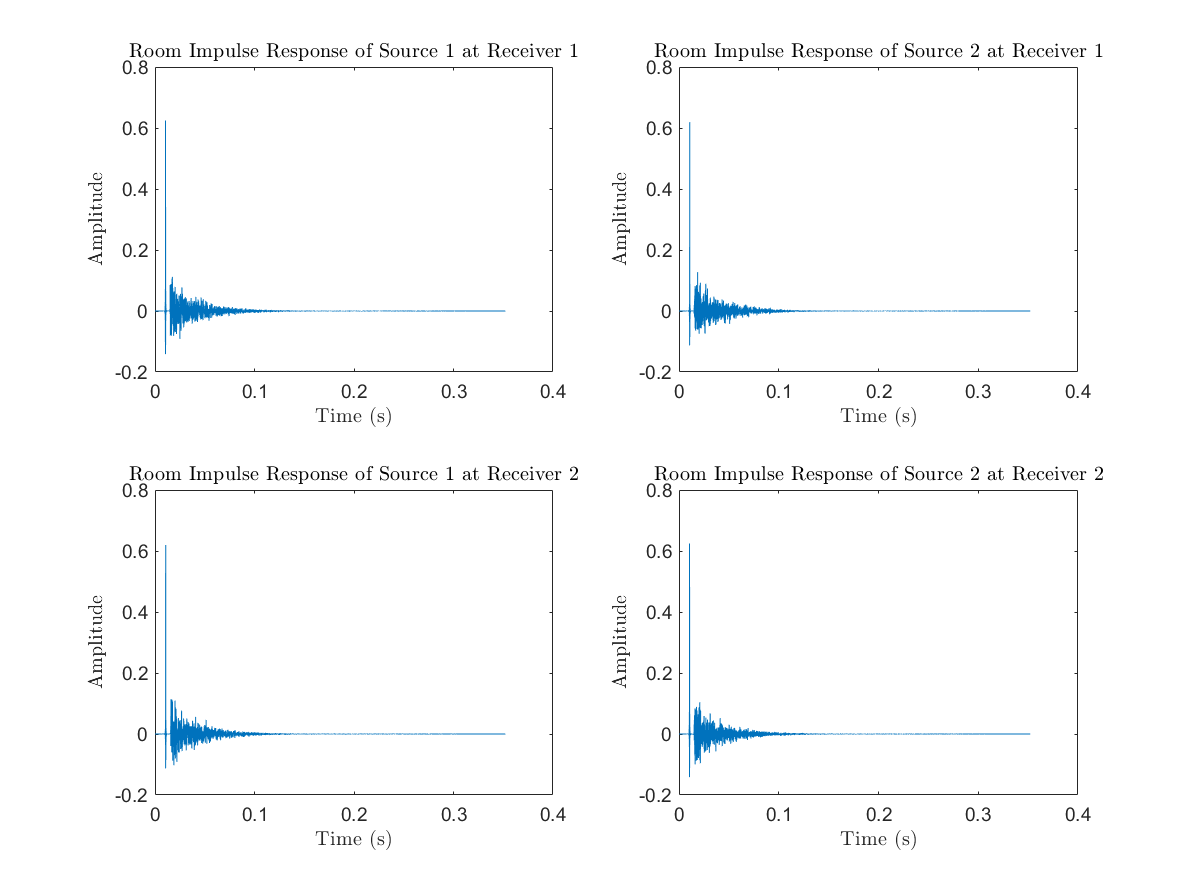 Room Impulse Response of Source 1 at Receiver 1
0.8
0.6
0.4
0.2
0
-0.2
Amplitude
0 0.1 0.2 0.3 0.4
Time (s)
Room Impulse Response of Source 2 at Receiver 1
0.8
0.6
0.4
0.2
0
-0.2
Amplitude
0 0.1 0.2 0.3 0.4
Time (s)
Room Impulse Response of Source 1 at Receiver 2
0.8
0.6
0.4
0.2
0
-0.2
Amplitude
0 0.1 0.2 0.3 0.4
Time (s)
Room Impulse Response of Source 2 at Receiver 2
0.8
0.6
0.4
0.2
0
-0.2
Amplitude
0 0.1 0.2 0.3 0.4
Time (s)